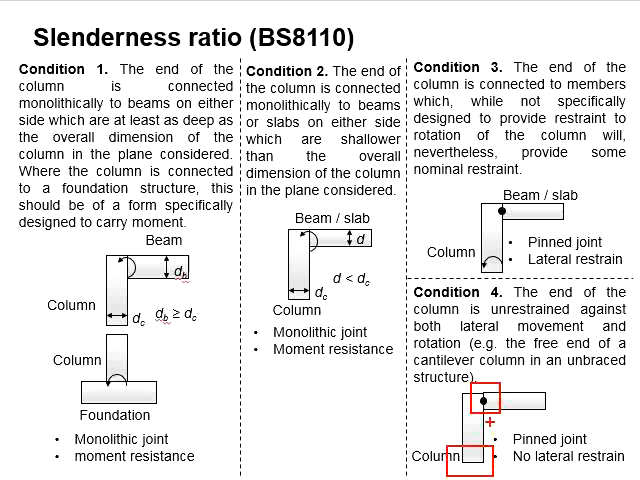 Slenderness ratio (BS8110)
Condition 1. The end of the
column is connected
monolithically to beams on either
side which are at least as deep as
the overall dimension of the
column in the plane considered.
Where the column is connected
to a foundation structure, this
should be of a form specifically
designed to carry moment.
Beam
d_b
Column
d_c
d_b ≥ d_c
Column
Foundation
• Monolithic joint
• moment resistance
Condition 2. The end of
the column is connected
monolithically to beams
or slabs on either side
which are shallower
than the overall
dimension of the column
in the plane considered.
Beam / slab
d
d < d_c
d_c
Column
• Monolithic joint
• Moment resistance
Condition 3. The end of the
column is connected to members
which, while not specifically
designed to provide restraint to
rotation of the column will,
nevertheless, provide some
nominal restraint.
Beam / slab
Column
• Pinned joint
• Lateral restrain
Condition 4. The end of the
column is unrestrained against
both lateral movement and
rotation (e.g. the free end of a
cantilever column in an unbraced
structure).
+
Column
• Pinned joint
• No lateral restrain